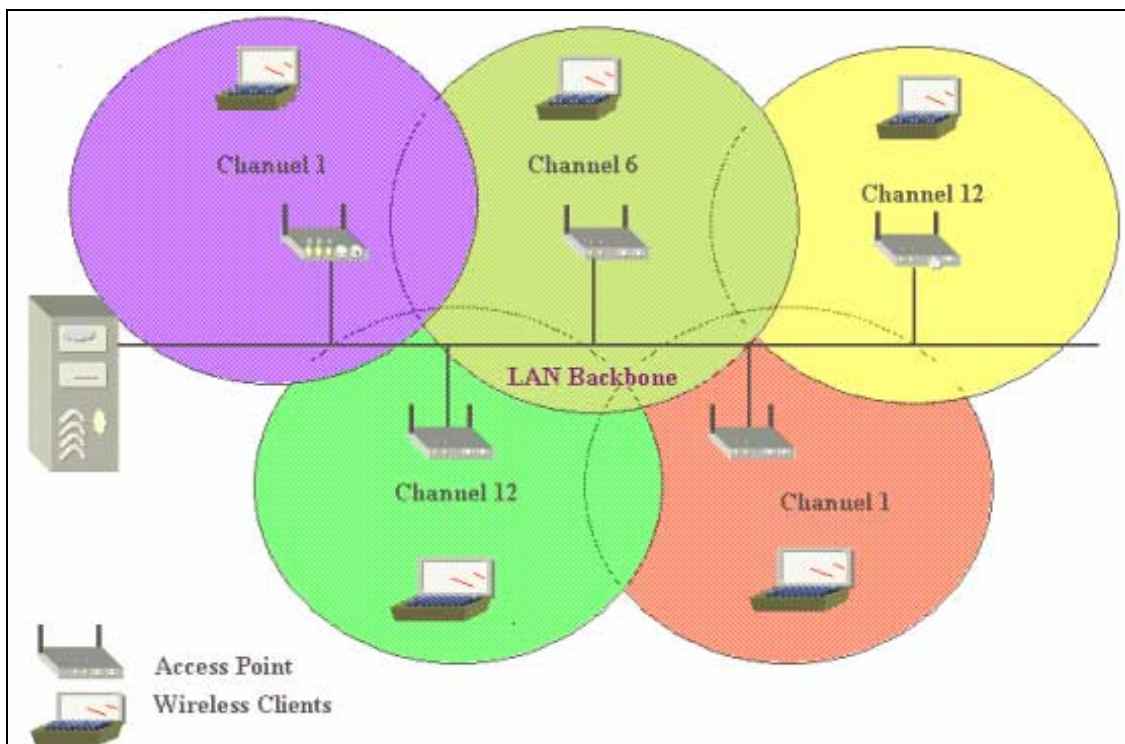 Channel 1
Channel 6
Channel 12
LAN Backbone
Channel 12
Channel 1
Access Point
Wireless Clients